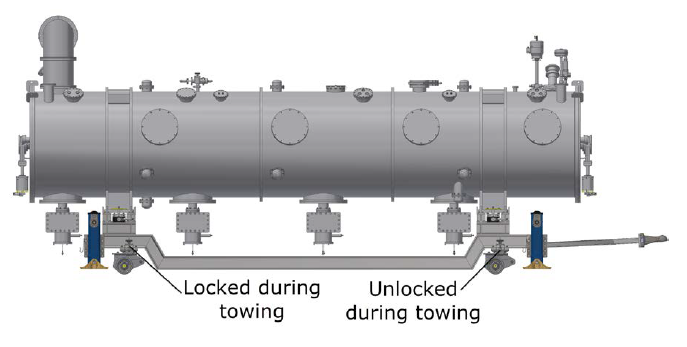 Locked during
towing
Unlocked
during towing